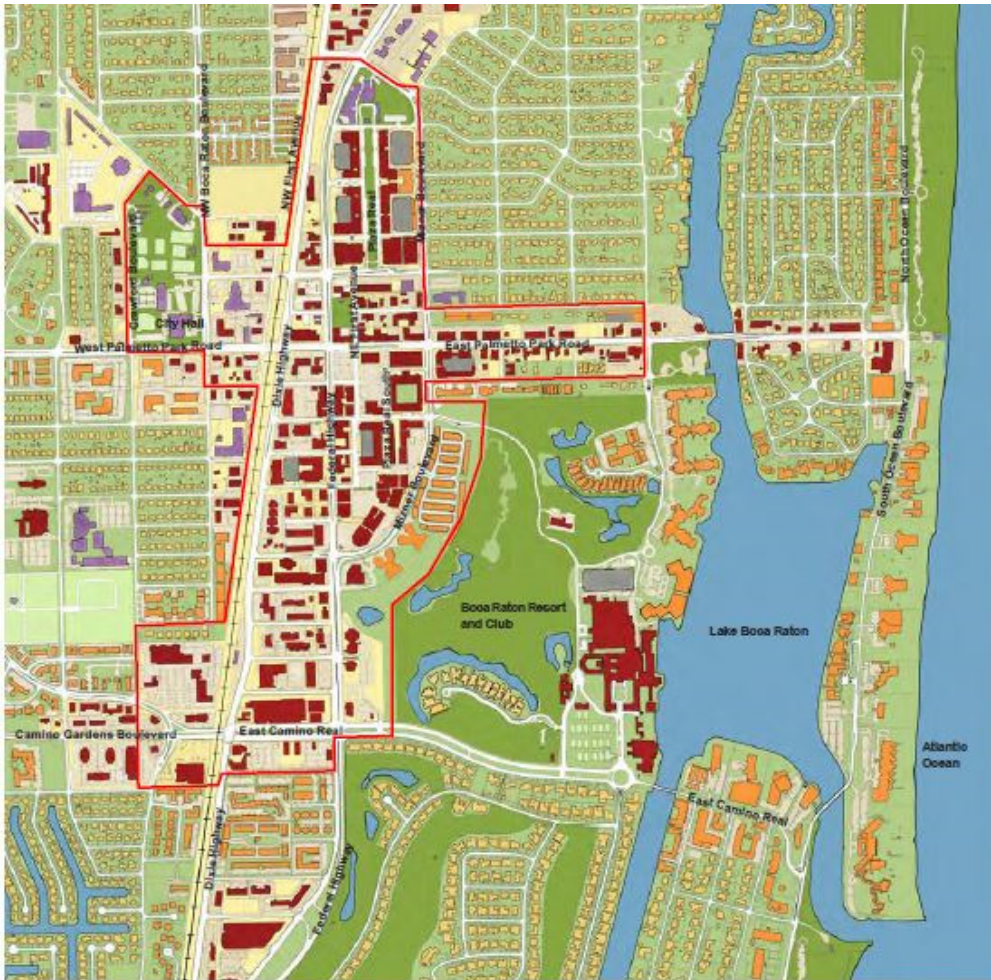 NW Boca Raton Boulevard
NW First Avenue
Mizner Boulevard
Plaza Real
North Ocean Boulevard
Crawford Boulevard
City Hall
West Palmetto Park Road
East Palmetto Park Road
Dixie Highway
NE First Avenue
Federal Highway
Plaza Real South
Mizner Boulevard
South Ocean Boulevard
Boca Raton Resort
and Club
Lake Boca Raton
Camino Gardens Boulevard
East Camino Real
Atlantic
Ocean
East Camino Real
Dixie Highway
Federal Highway